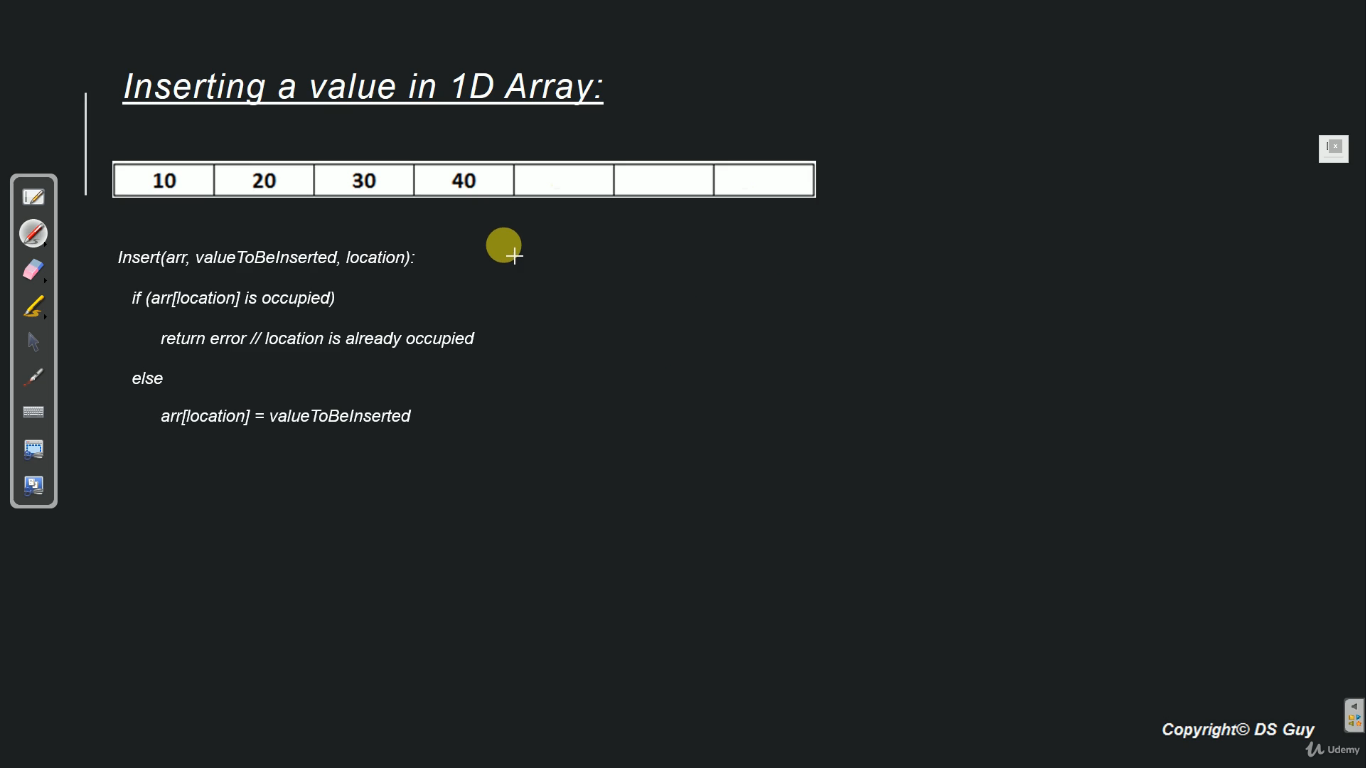 Inserting a value in 1D Array:
10 20 30 40
Insert(arr, valueToBeInserted, location):
if (arr[location] is occupied)
return error // location is already occupied
else
arr[location] = valueToBeInserted
Copyright© DS Guy
Udemy